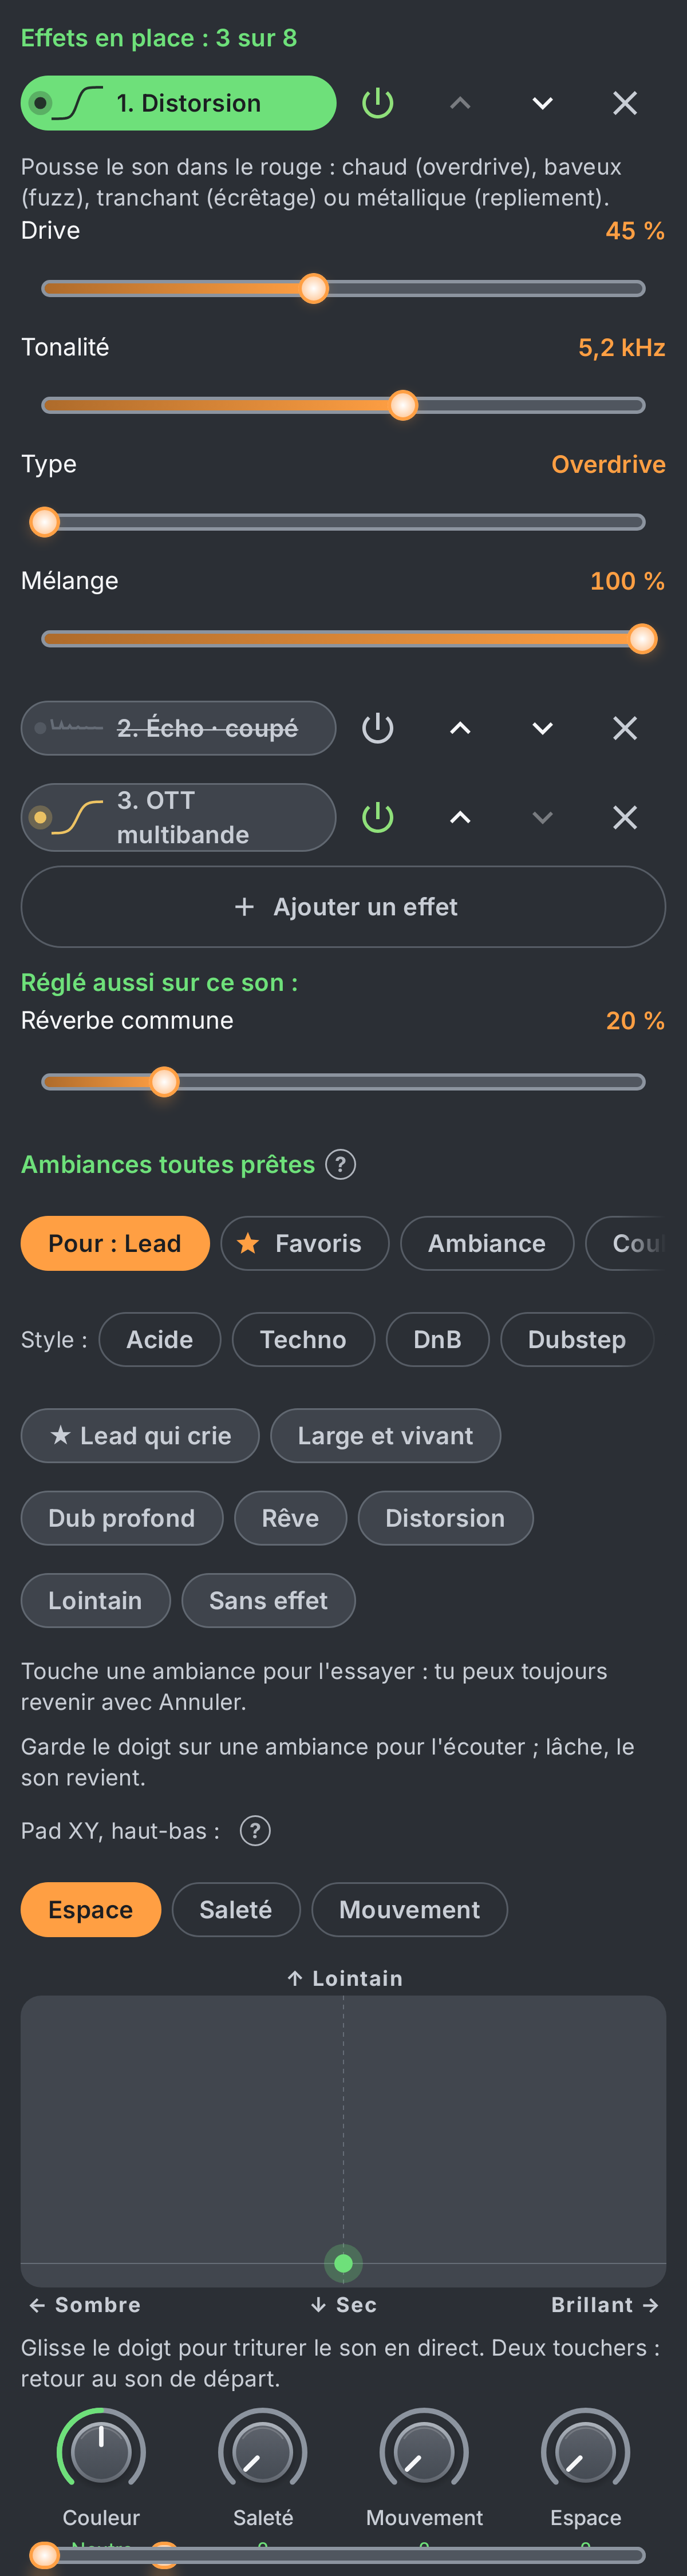 Effets en place : 3 sur 8
1. Distorsion
Pousse le son dans le rouge : chaud (overdrive), baveux
(fuzz), tranchant (écrêtage) ou métallique (repliement).
Drive 45 %
Tonalité 5,2 kHz
Type Overdrive
Mélange 100 %
2. Écho · coupé
3. OTT
multibande
+ Ajouter un effet
Réglé aussi sur ce son :
Réverbe commune 20 %
Ambiances toutes prêtes ?
Pour : Lead ★ Favoris Ambiance
Style : Acide Techno DnB Dubstep
★ Lead qui crie Large et vivant
Dub profond Rêve Distorsion
Lointain Sans effet
Touche une ambiance pour l'essayer : tu peux toujours
revenir avec Annuler.
Garde le doigt sur une ambiance pour l'écouter ; lâche, le
son revient.
Pad XY, haut-bas : ?
Espace Saleté Mouvement
↑ Lointain
← Sombre ↓ Sec Brillant →
Glisse le doigt pour triturer le son en direct. Deux touchers :
retour au son de départ.
Couleur Saleté Mouvement Espace